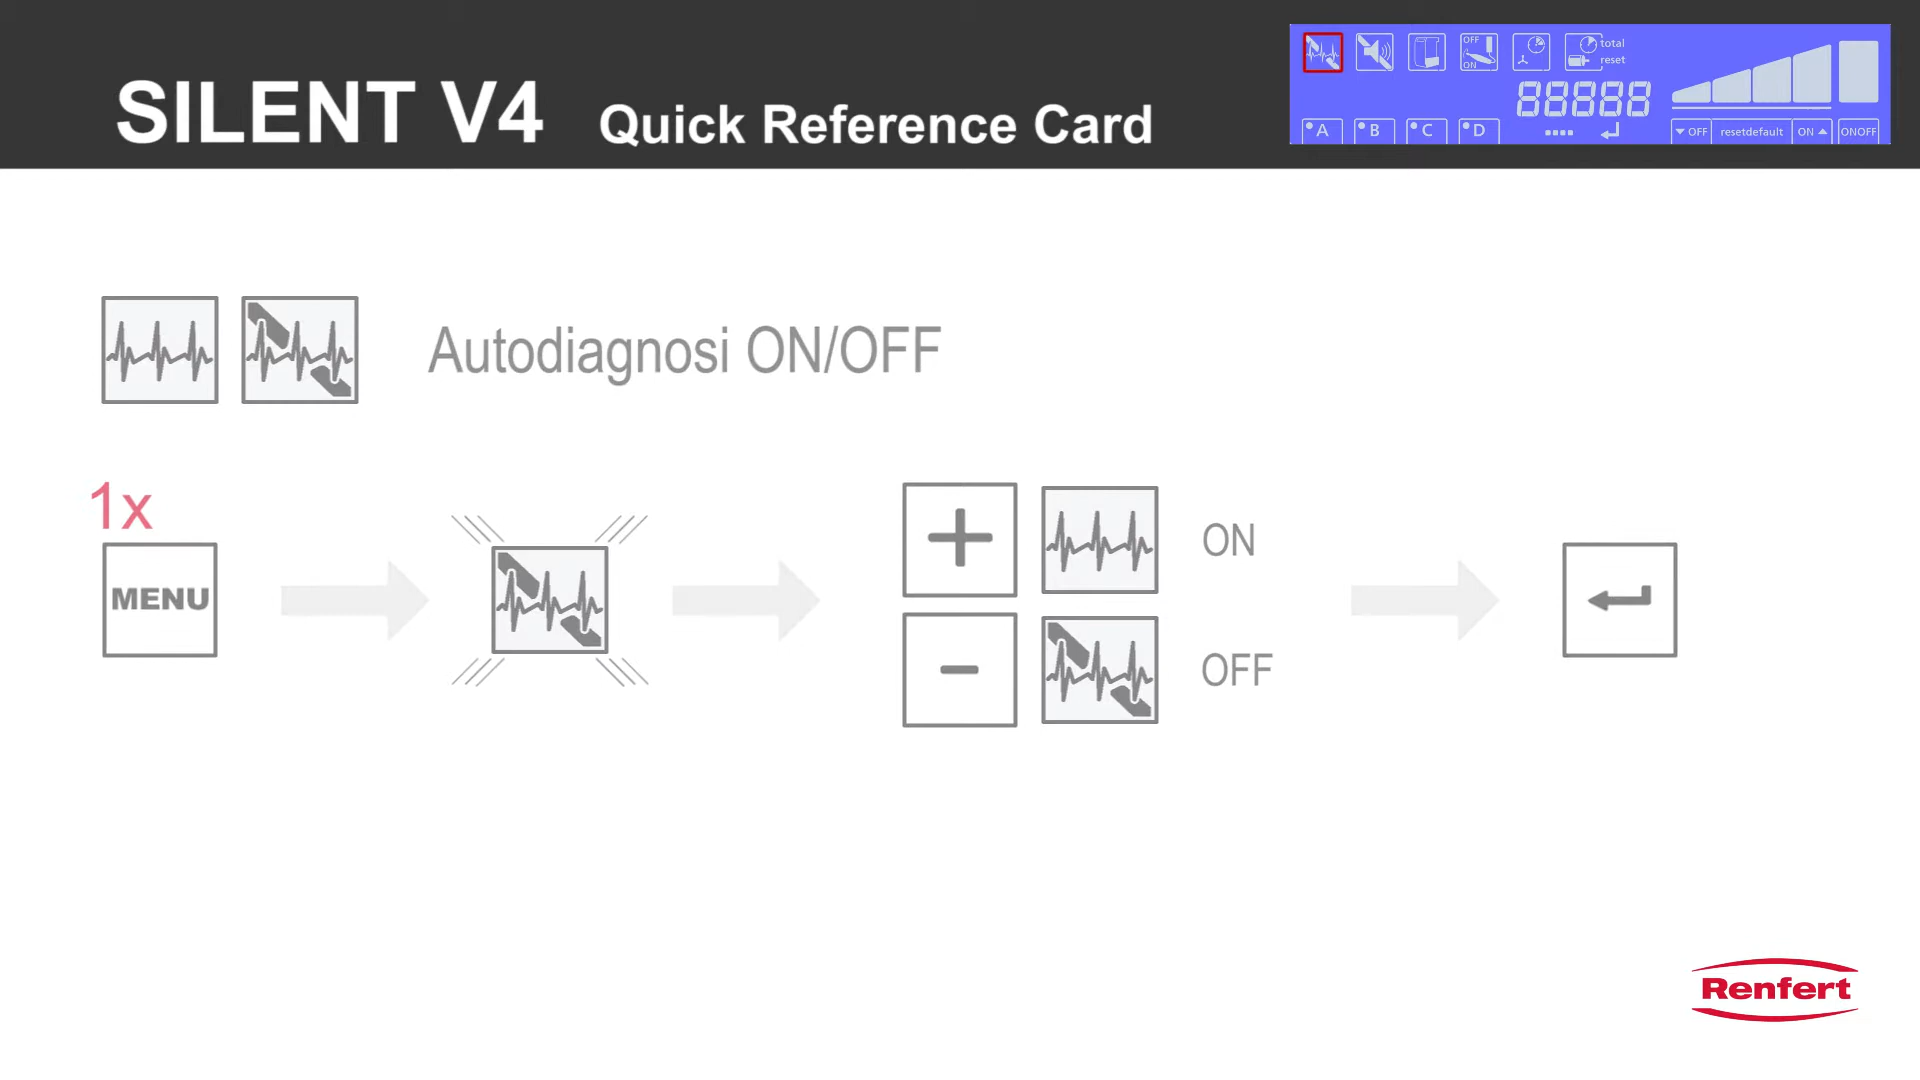 SILENT V4 Quick Reference Card
OFF
ON
total
reset
88888
A B C D
OFF resetdefault ON ONOFF
Autodiagnosi ON/OFF
1x
MENU
+ ON
- OFF
Renfert